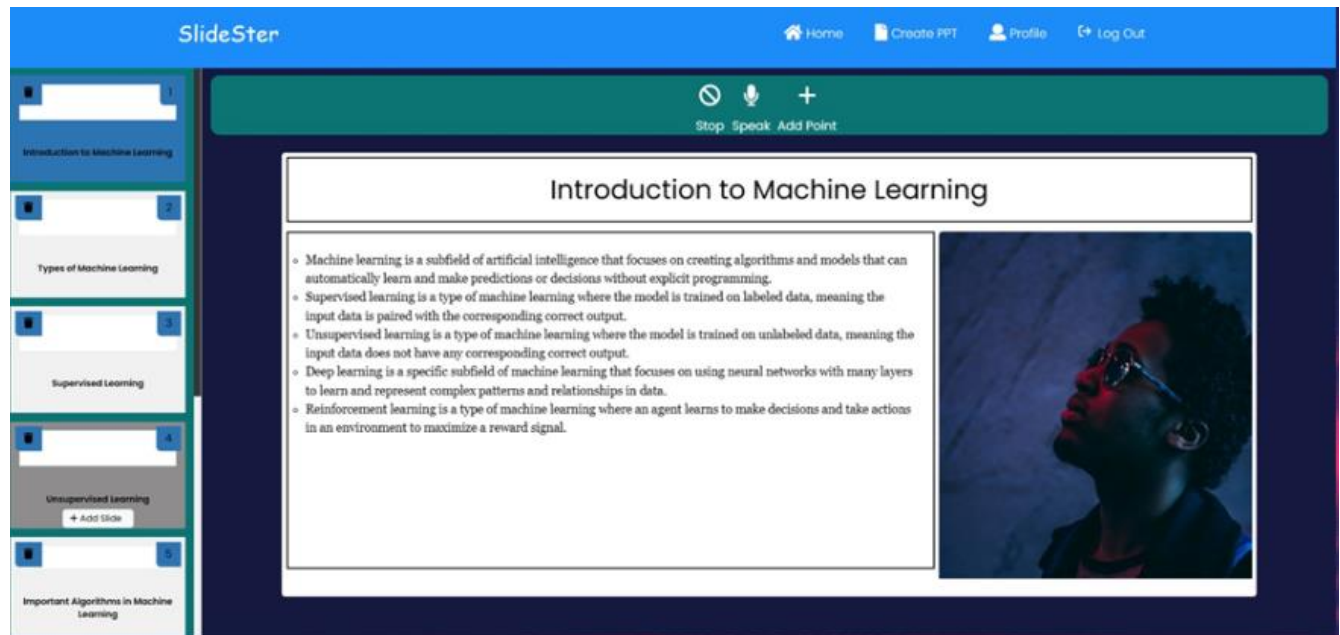 SlideSter
Home
Create PPT
Profile
Log Out
1
Introduction to Machine Learning
2
Types of Machine Learning
3
Supervised Learning
4
Unsupervised Learning
+ Add Slide
5
Important Algorithms in Machine
Learning
Stop Speak Add Point
Introduction to Machine Learning
Machine learning is a subfield of artificial intelligence that focuses on creating algorithms and models that can
automatically learn and make predictions or decisions without explicit programming.
Supervised learning is a type of machine learning where the model is trained on labeled data, meaning the
input data is paired with the corresponding correct output.
Unsupervised learning is a type of machine learning where the model is trained on unlabeled data, meaning the
input data does not have any corresponding correct output.
Deep learning is a specific subfield of machine learning that focuses on using neural networks with many layers
to learn and represent complex patterns and relationships in data.
Reinforcement learning is a type of machine learning where an agent learns to make decisions and take actions
in an environment to maximize a reward signal.